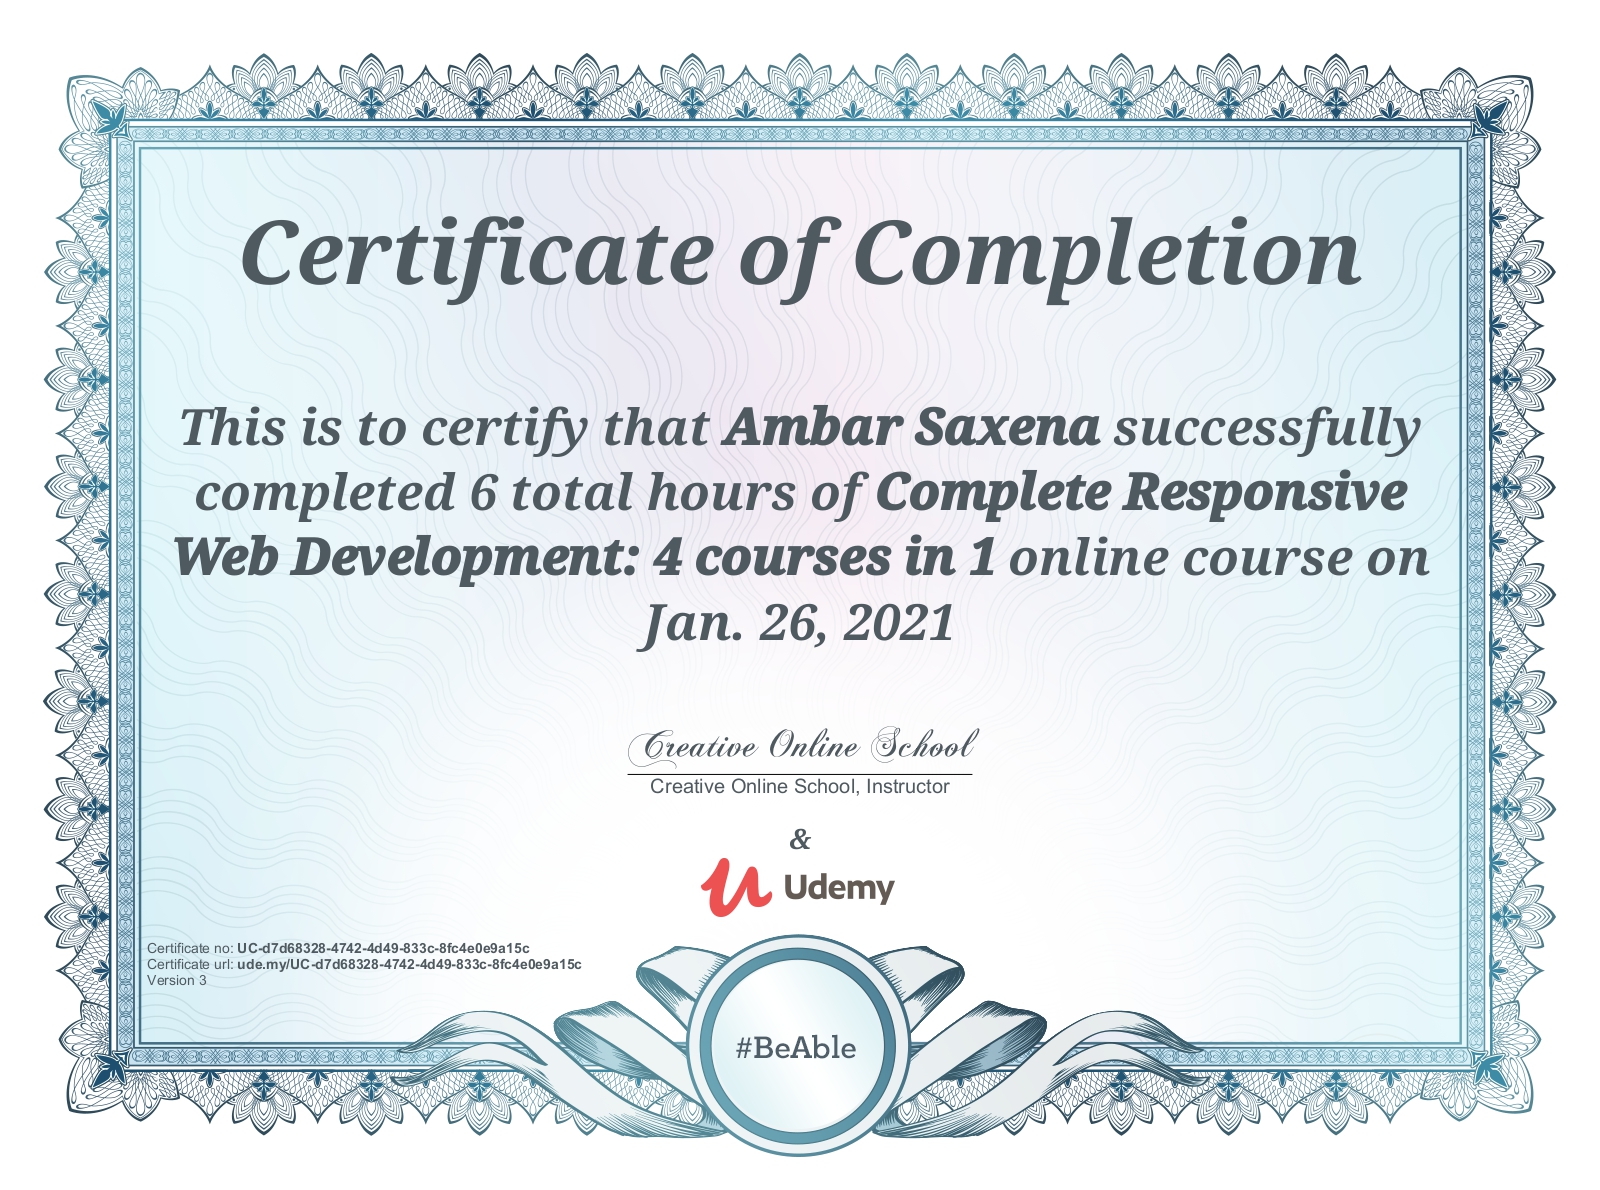 Certificate of Completion
This is to certify that Ambar Saxena successfully
completed 6 total hours of Complete Responsive
Web Development: 4 courses in 1 online course on
Jan. 26, 2021
Creative Online School
Creative Online School, Instructor
&
Udemy
Certificate no: UC-d7d68328-4742-4d49-833c-8fc4e0e9a15c
Certificate url: ude.my/UC-d7d68328-4742-4d49-833c-8fc4e0e9a15c
Version 3
#BeAble